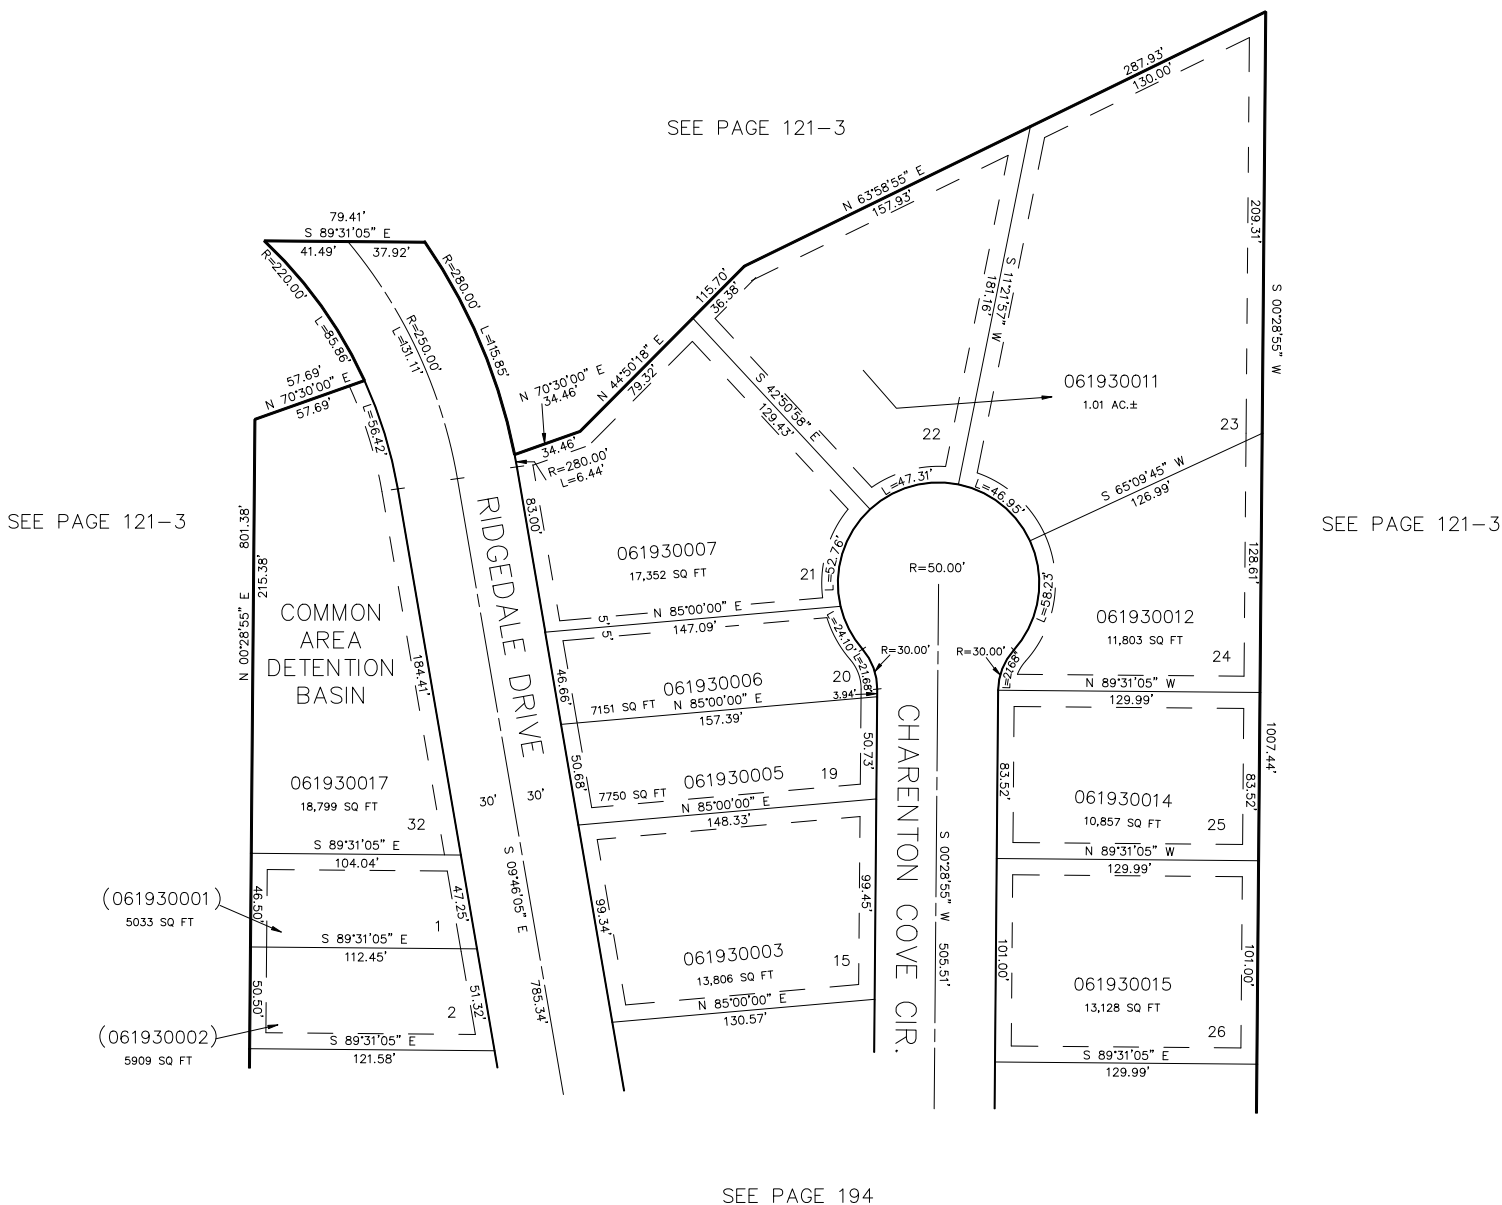 287.93'
130.00'
SEE PAGE 121-3
N 63°58'55" E
157.93'
209.31'
79.41'
S 89°31'05" E
41.49'
37.92'
R=220.00'
L=85.86'
R=280.00'
L=115.85'
R=250.00'
L=131.11'
115.70'
36.38'
S 11°21'57" W
181.16'
S 00°28'55" W
N 44°50'18" E
79.32'
57.69'
N 70°30'00" E
57.69'
L=56.42'
N 70°30'00" E
34.46'
34.46'
R=280.00'
L=6.44'
S 42°50'58" E
129.43'
061930011
1.01 AC.±
22
23
S 65°09'45" W
126.99'
L=47.31'
L=46.95'
SEE PAGE 121-3
801.38'
215.38'
N 00°28'55" E
83.00'
RIDGEDALE DRIVE
061930007
17,352 SQ FT
21
L=52.76'
R=50.00'
L=58.23'
128.61'
SEE PAGE 121-3
COMMON
AREA
DETENTION
BASIN
184.41'
5'
5'
N 85°00'00" E
147.09'
L=24.10'
L=21.68'
R=30.00'
R=30.00'
L=21.68'
061930012
11,803 SQ FT
24
N 89°31'05" W
129.99'
46.66'
061930006
20
3.94'
7151 SQ FT
N 85°00'00" E
157.39'
50.68'
50.73'
061930005
19
7750 SQ FT
N 85°00'00" E
148.33'
CHARENTON COVE CIR.
83.52'
83.52'
1007.44'
061930014
10,857 SQ FT
25
N 89°31'05" W
129.99'
061930017
18,799 SQ FT
32
30'
30'
S 89°31'05" E
104.04'
S 09°46'05" E
785.34'
S 00°28'55" W
505.51'
(061930001)
5033 SQ FT
46.50'
47.25'
1
S 89°31'05" E
112.45'
99.34'
99.45'
061930003
13,806 SQ FT
15
N 85°00'00" E
130.57'
101.00'
101.00'
061930015
13,128 SQ FT
26
S 89°31'05" E
129.99'
50.50'
51.32'
2
(061930002)
5909 SQ FT
S 89°31'05" E
121.58'
SEE PAGE 194